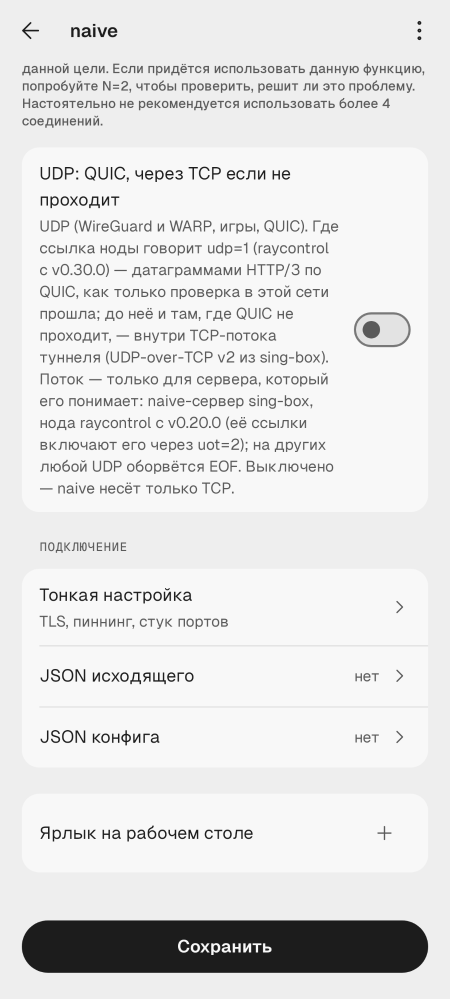 naive
данной цели. Если придётся использовать данную функцию,
попробуйте N=2, чтобы проверить, решит ли это проблему.
Настоятельно не рекомендуется использовать более 4
соединений.
UDP: QUIC, через TCP если не
проходит
UDP (WireGuard и WARP, игры, QUIC). Где
ссылка ноды говорит udp=1 (raycontrol
с v0.30.0) — датаграммами HTTP/3 по
QUIC, как только проверка в этой сети
прошла; до неё и там, где QUIC не
проходит, — внутри TCP-потока
туннеля (UDP-over-TCP v2 из sing-box).
Поток — только для сервера, который
его понимает: naive-сервер sing-box,
нода raycontrol с v0.20.0 (её ссылки
включают его через uot=2); на других
любой UDP оборвётся EOF. Выключено
— naive несёт только TCP.
ПОДКЛЮЧЕНИЕ
Тонкая настройка
TLS, пиннинг, стук портов
JSON исходящего нет
JSON конфига нет
Ярлык на рабочем столе
Сохранить